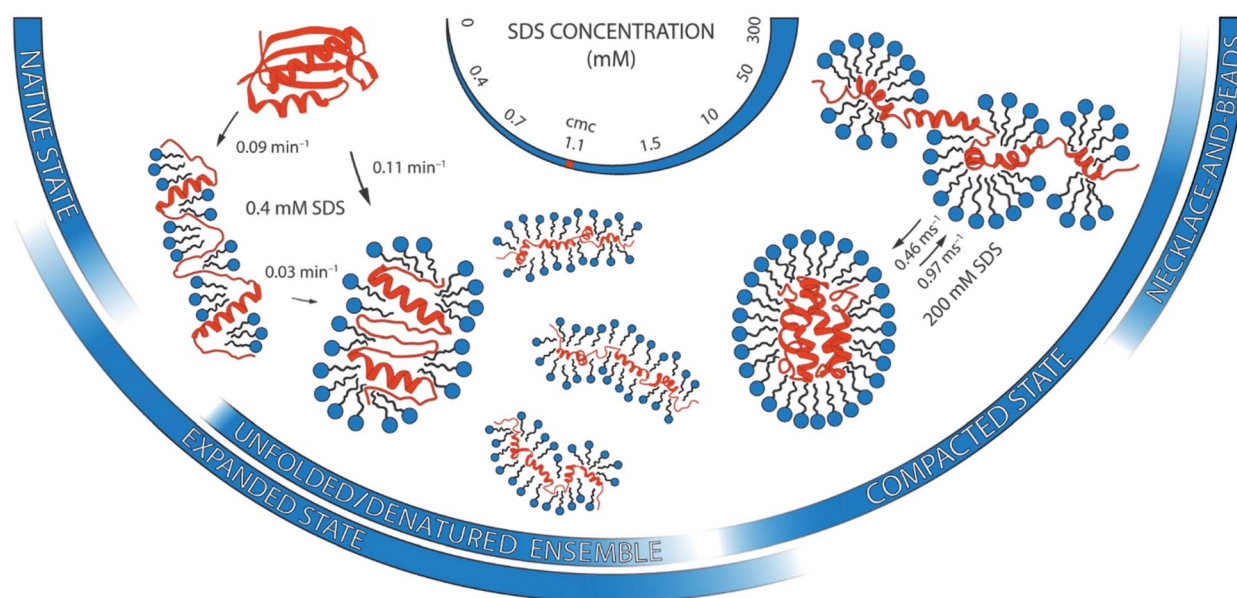 SDS CONCENTRATION
(mM)
0
0.4
0.7
cmc
1.1
1.5
10
50
300
0.09 min⁻¹
0.11 min⁻¹
0.4 mM SDS
0.03 min⁻¹
0.46 ms⁻¹
0.97 ms⁻¹
200 mM SDS
NATIVE STATE
EXPANDED STATE
UNFOLDED/DENATURED ENSEMBLE
COMPACTED STATE
NECKLACE-AND-BEADS